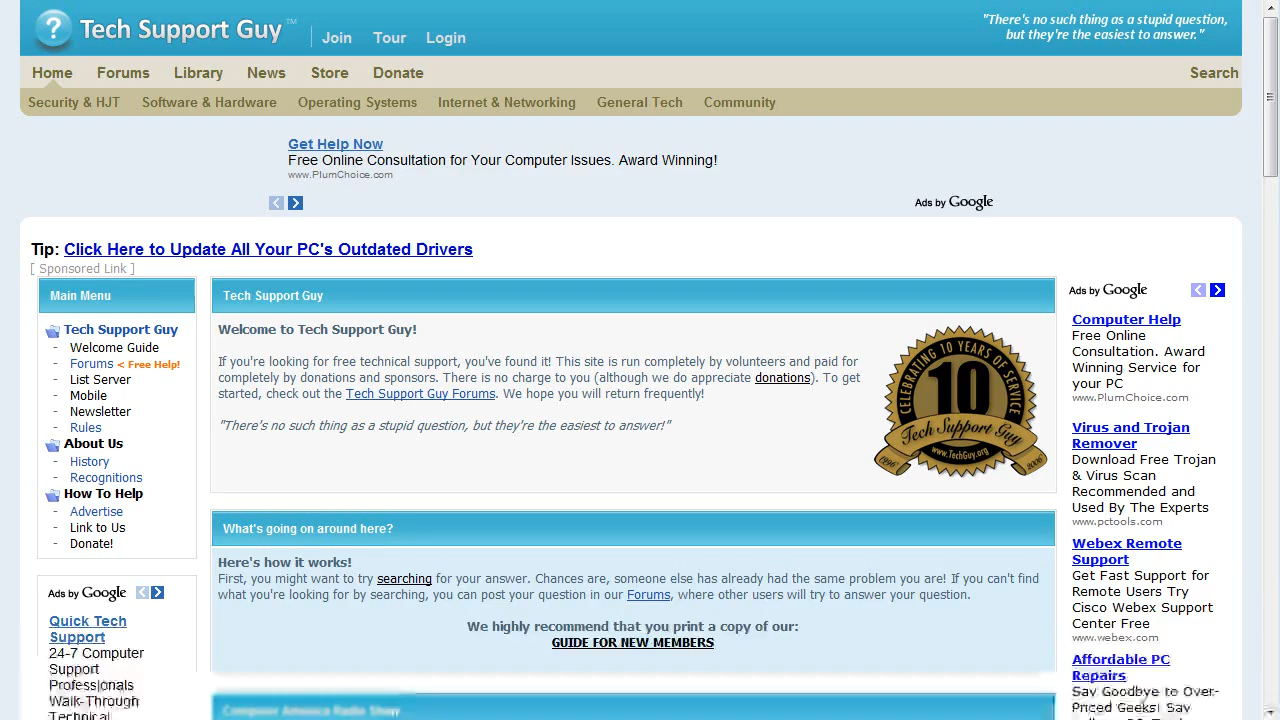 Tech Support Guy™
Join Tour Login
"There's no such thing as a stupid question,
but they're the easiest to answer."
Home Forums Library News Store Donate Search
Security & HJT Software & Hardware Operating Systems Internet & Networking General Tech Community
Get Help Now
Free Online Consultation for Your Computer Issues. Award Winning!
www.PlumChoice.com
Ads by Google
Tip: Click Here to Update All Your PC's Outdated Drivers
[ Sponsored Link ]
Main Menu
Tech Support Guy
- Welcome Guide
- Forums < Free Help!
- List Server
- Mobile
- Newsletter
- Rules
About Us
- History
- Recognitions
How To Help
- Advertise
- Link to Us
- Donate!
Ads by Google
Quick Tech
Support
24-7 Computer
Support
Professionals
Walk-Through
Technical
Tech Support Guy
Welcome to Tech Support Guy!
If you're looking for free technical support, you've found it! This site is run completely by volunteers and paid for
completely by donations and sponsors. There is no charge to you (although we do appreciate donations). To get
started, check out the Tech Support Guy Forums. We hope you will return frequently!
"There's no such thing as a stupid question, but they're the easiest to answer!"
CELEBRATING 10 YEARS OF SERVICE
10
Tech Support Guy
www.TechGuy.org
1996 2006
What's going on around here?
Here's how it works!
First, you might want to try searching for your answer. Chances are, someone else has already had the same problem you are! If you can't find
what you're looking for by searching, you can post your question in our Forums, where other users will try to answer your question.
We highly recommend that you print a copy of our:
GUIDE FOR NEW MEMBERS
Computer America Radio Show
Ads by Google
Computer Help
Free Online
Consultation. Award
Winning Service for
your PC
www.PlumChoice.com
Virus and Trojan
Remover
Download Free Trojan
& Virus Scan
Recommended and
Used By The Experts
www.pctools.com
Webex Remote
Support
Get Fast Support for
Remote Users Try
Cisco Webex Support
Center Free
www.webex.com
Affordable PC
Repairs
Say Goodbye to Over-
Priced Geeks! Say